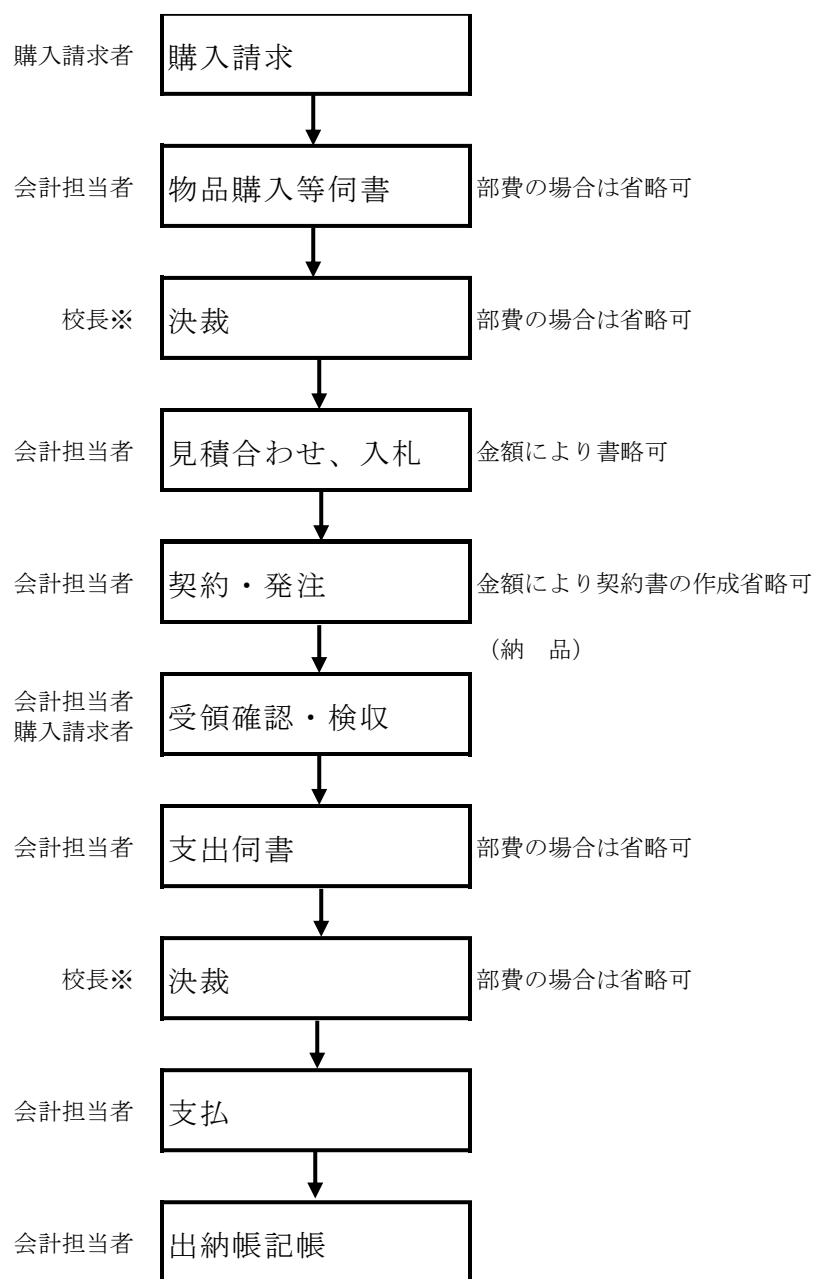 購入請求者 購入請求
会計担当者 物品購入等伺書 部費の場合は省略可
校長※ 決裁 部費の場合は省略可
会計担当者 見積合わせ、入札 金額により書略可
会計担当者 契約・発注 金額により契約書の作成省略可
（納　品）
会計担当者
購入請求者 受領確認・検収
会計担当者 支出伺書 部費の場合は省略可
校長※ 決裁 部費の場合は省略可
会計担当者 支払
会計担当者 出納帳記帳